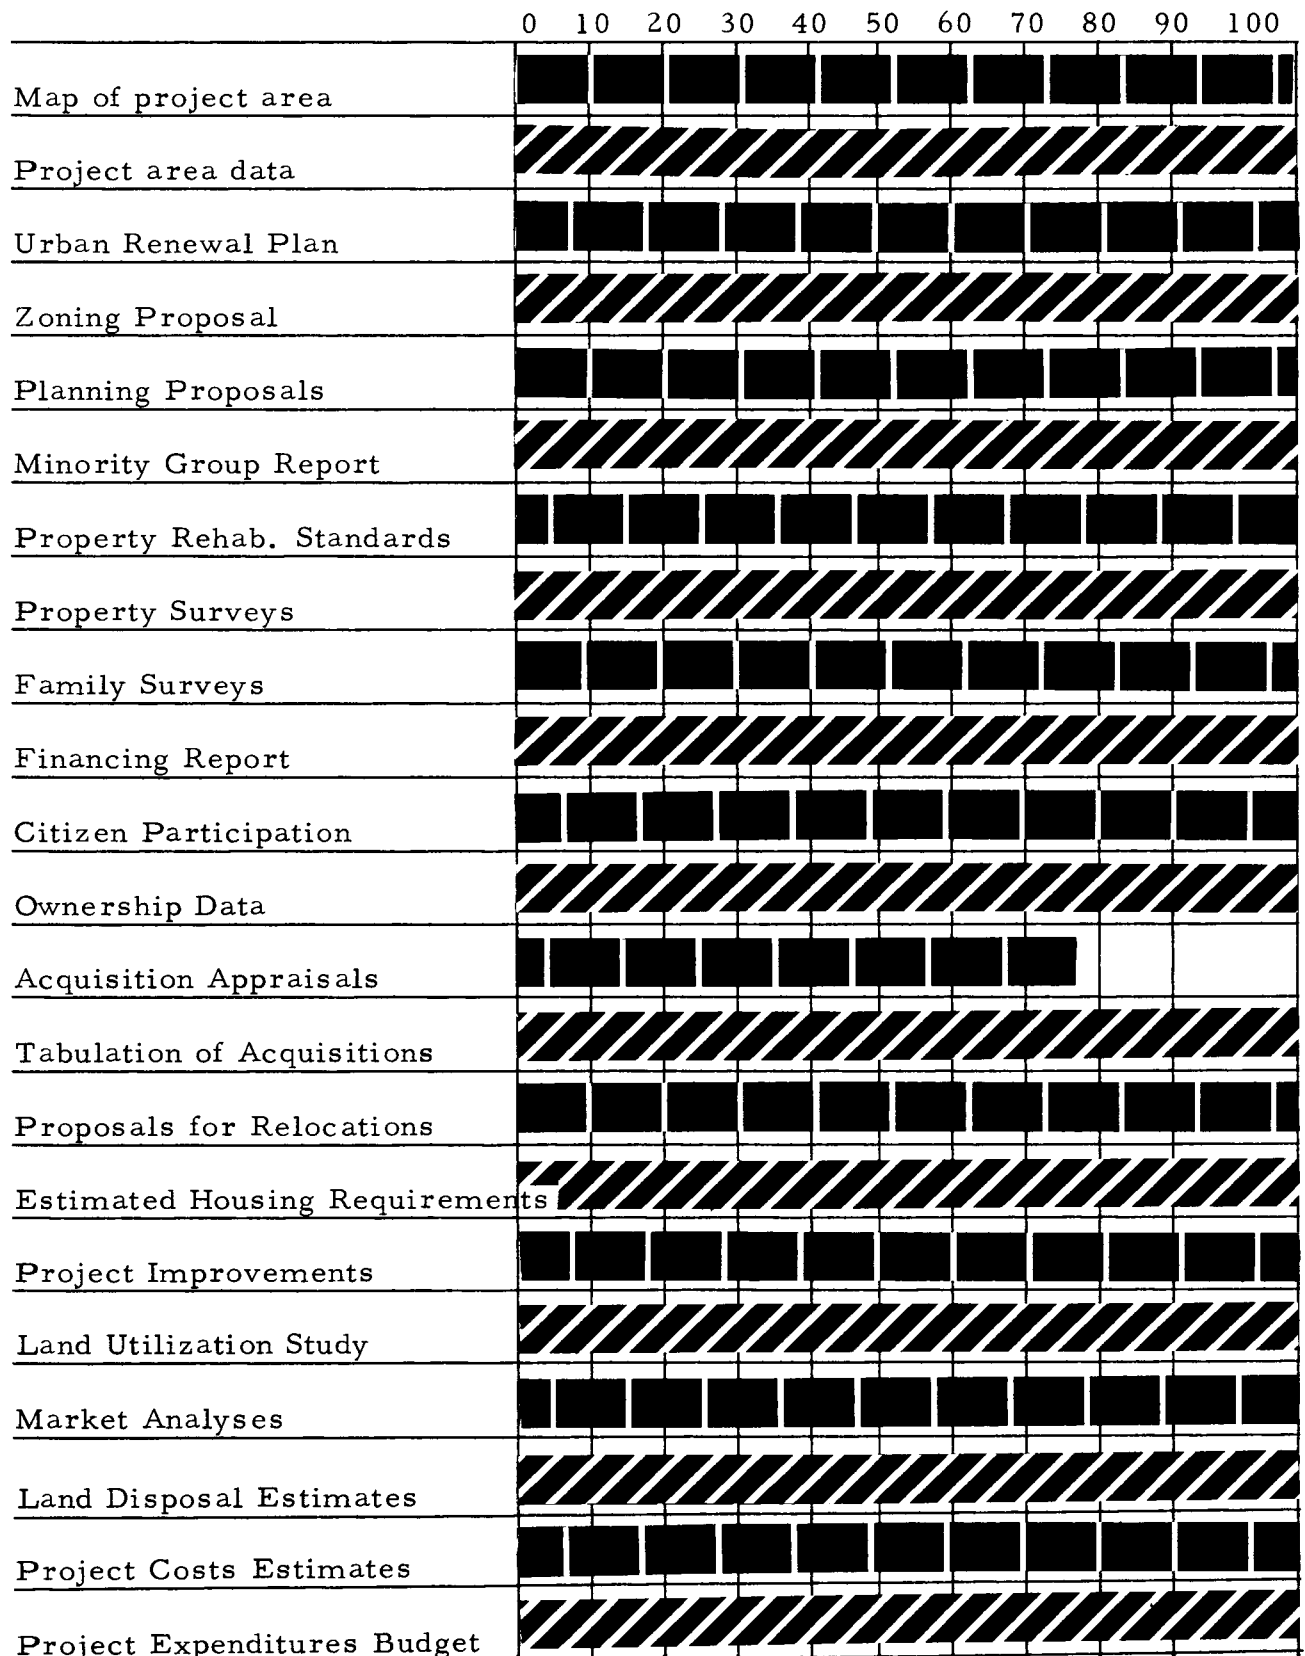 0 10 20 30 40 50 60 70 80 90 100
Map of project area
Project area data
Urban Renewal Plan
Zoning Proposal
Planning Proposals
Minority Group Report
Property Rehab. Standards
Property Surveys
Family Surveys
Financing Report
Citizen Participation
Ownership Data
Acquisition Appraisals
Tabulation of Acquisitions
Proposals for Relocations
Estimated Housing Requirements
Project Improvements
Land Utilization Study
Market Analyses
Land Disposal Estimates
Project Costs Estimates
Project Expenditures Budget